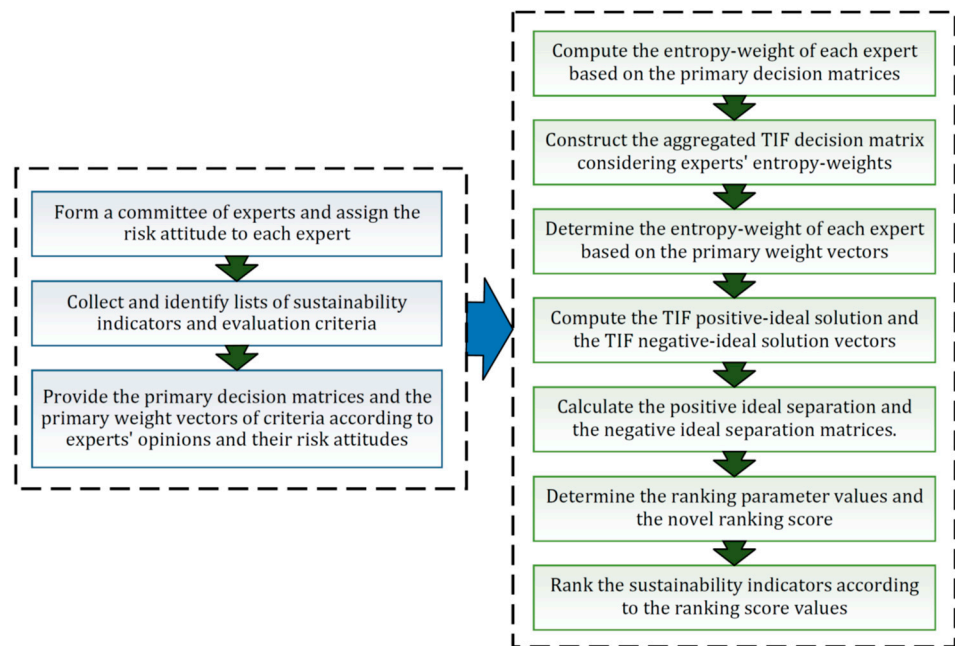 Form a committee of experts and assign the
risk attitude to each expert
Collect and identify lists of sustainability
indicators and evaluation criteria
Provide the primary decision matrices and the
primary weight vectors of criteria according to
experts' opinions and their risk attitudes
Compute the entropy-weight of each expert
based on the primary decision matrices
Construct the aggregated TIF decision matrix
considering experts' entropy-weights
Determine the entropy-weight of each expert
based on the primary weight vectors
Compute the TIF positive-ideal solution and
the TIF negative-ideal solution vectors
Calculate the positive ideal separation and
the negative ideal separation matrices.
Determine the ranking parameter values and
the novel ranking score
Rank the sustainability indicators according
to the ranking score values